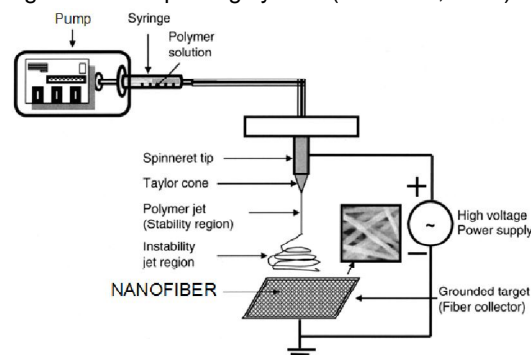 Pump
Syringe
Polymer
solution
Spinneret tip
Taylor cone
Polymer jet
(Stability region)
Instability
jet region
NANOFIBER
+
~
−
High voltage
Power supply
Grounded target
(Fiber collector)